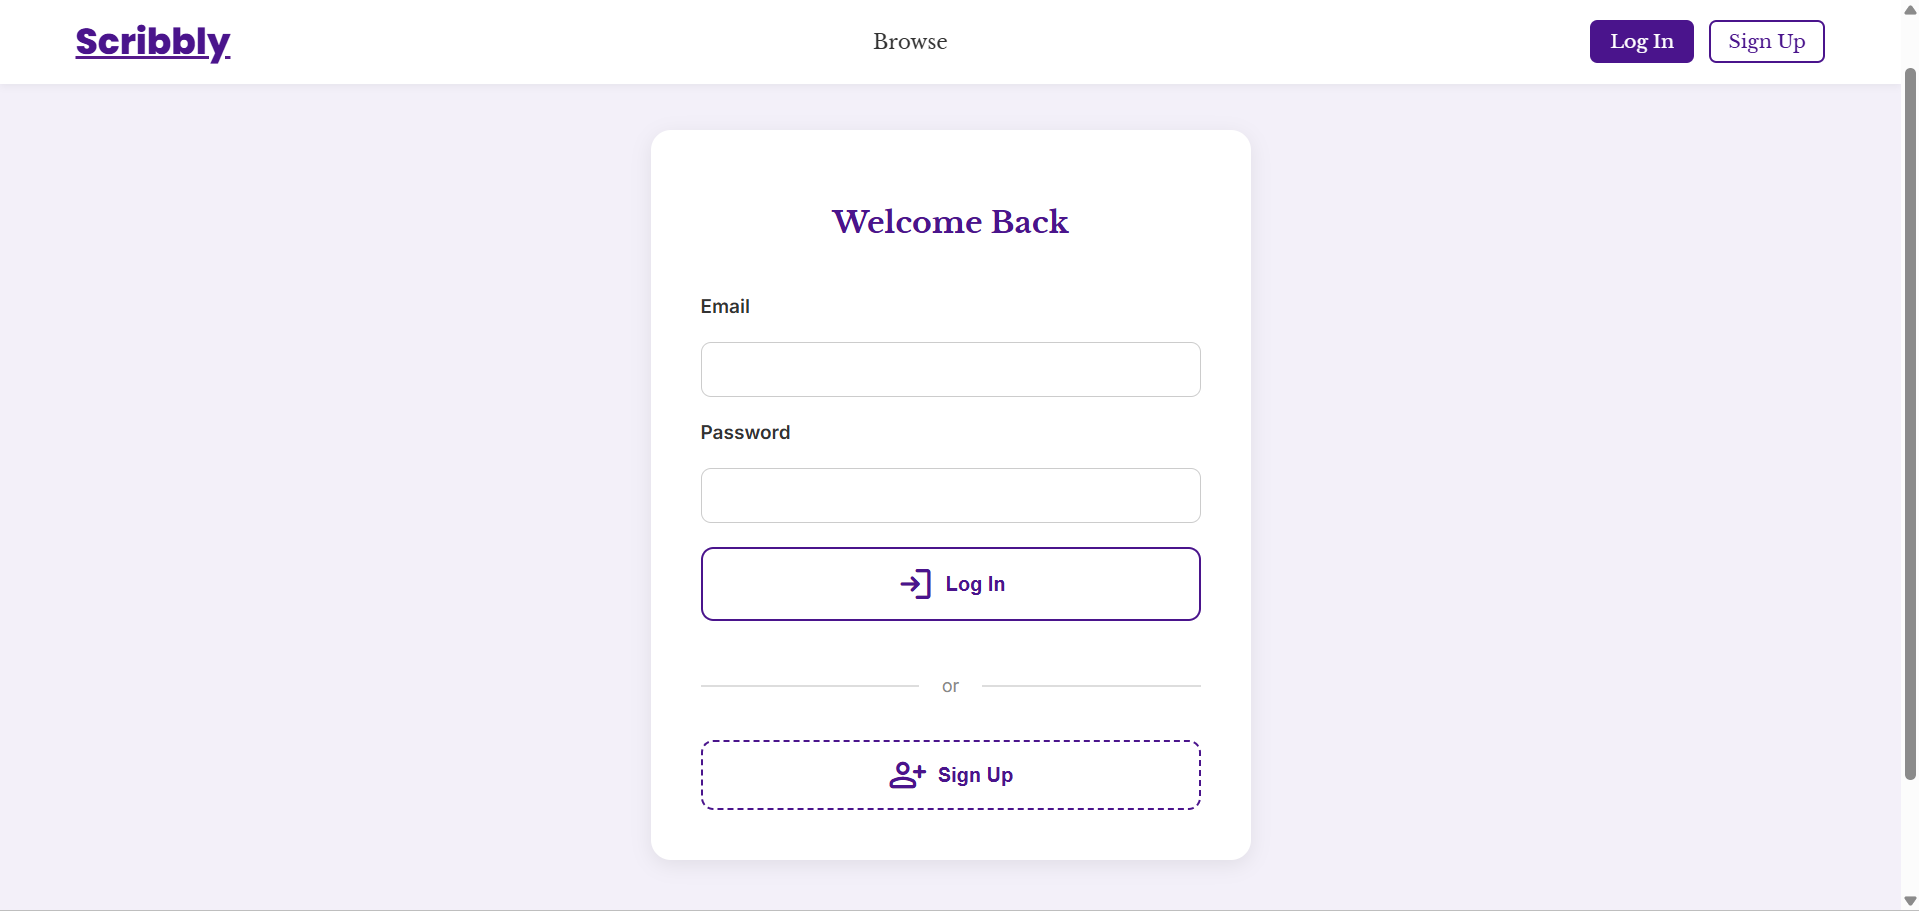 Scribbly
Browse
Log In
Sign Up
Welcome Back
Email
Password
Log In
or
Sign Up